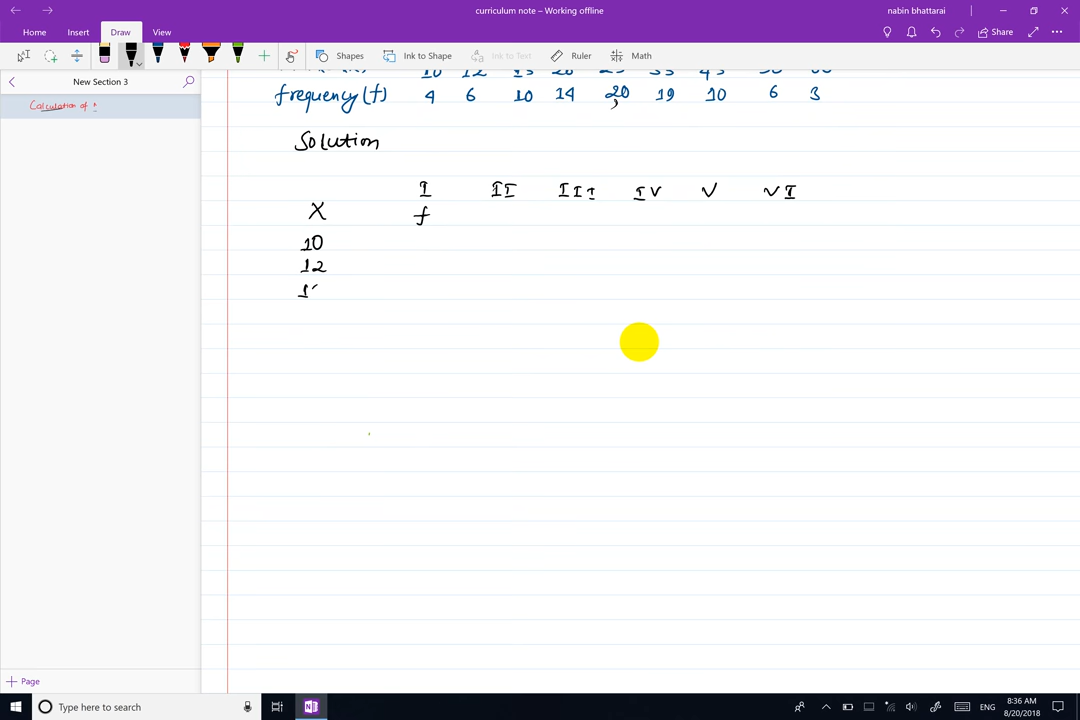 curriculum note – Working offline
nabin bhattarai
Home Insert Draw View
Share
Shapes Ink to Shape Ink to Text Ruler Math
New Section 3
Calculation of
frequency (f) 4 6 10 14 20 19 10 6 3
Solution
I II III IV V VI
X f
10
12
+ Page
Type here to search
ENG
8:36 AM
8/20/2018